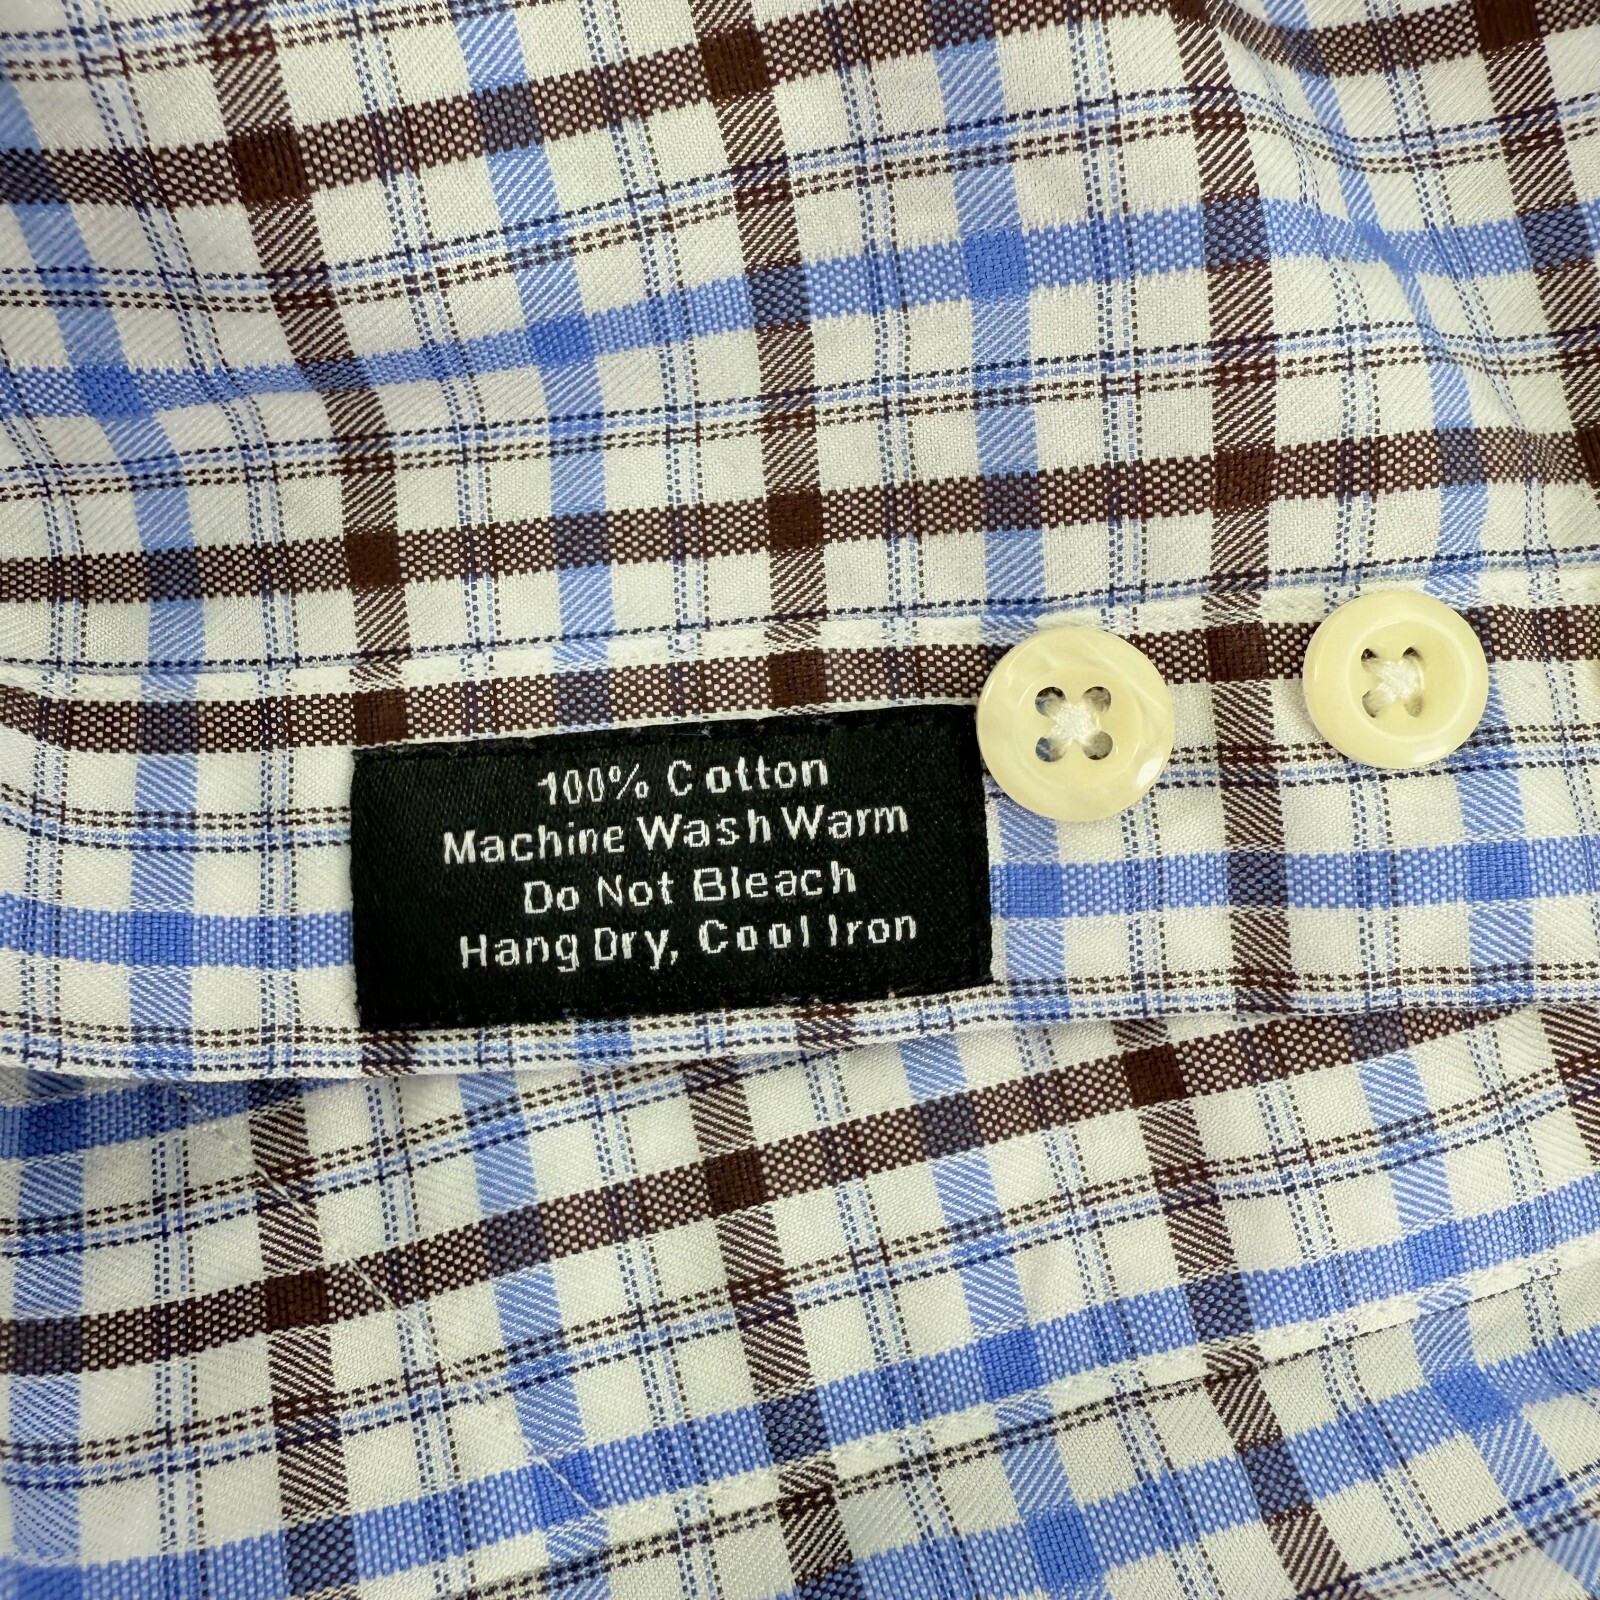 100% Cotton
Machine Wash Warm
Do Not Bleach
Hang Dry, Cool Iron